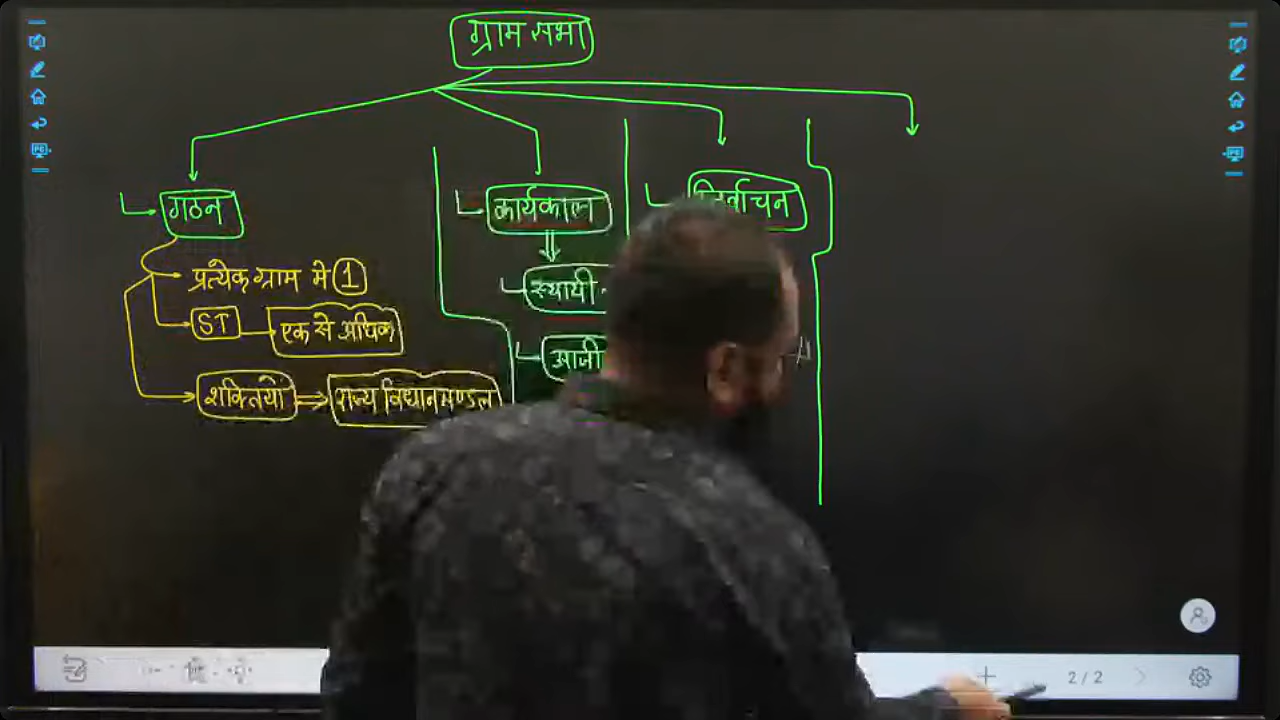 ग्राम सभा
गठन
प्रत्येक ग्राम मे 1
ST एक से अधिक
शक्तियाँ राज्य विधानमण्डल
कार्यकाल
स्थायी
निर्वाचन
2/2